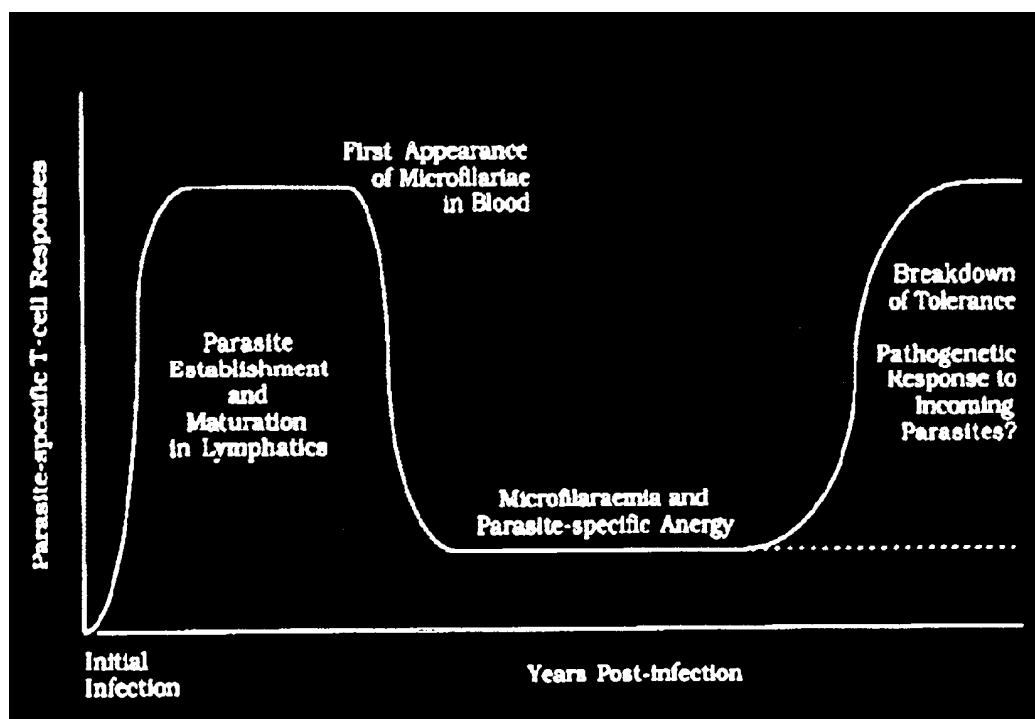 Parasite-specific T-cell Responses
First Appearance
of Microfilariae
in Blood
Parasite
Establishment
and
Maturation
in Lymphatics
Microfilaraemia and
Parasite-specific Anergy
Breakdown
of Tolerance
Pathogenetic
Response to
Incoming
Parasites?
Initial
Infection
Years Post-infection